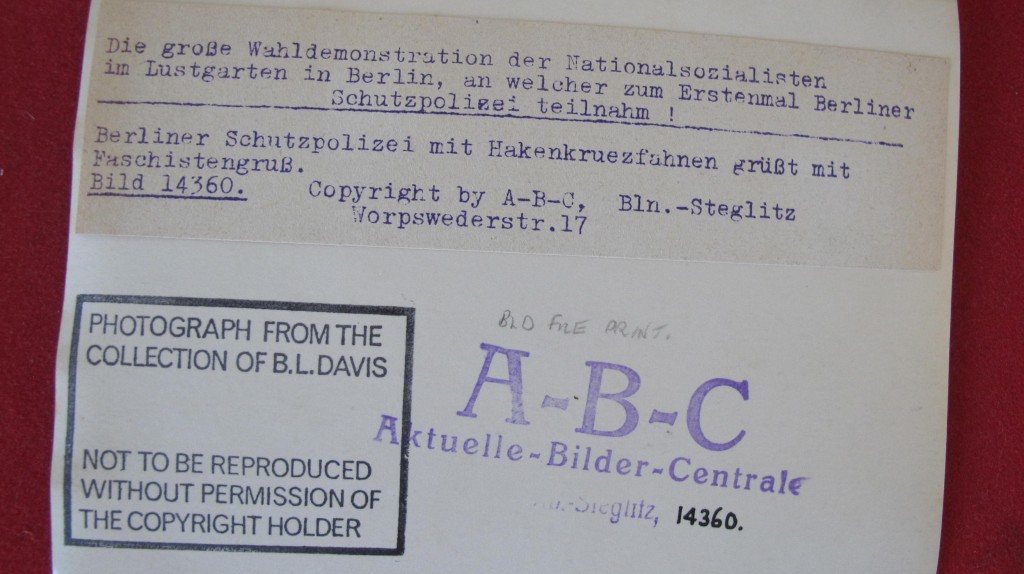 Die große Wahldemonstration der Nationalsozialisten
im Lustgarten in Berlin, an welcher zum Erstenmal Berliner
Schutzpolizei teilnahm !
Berliner Schutzpolizei mit Hakenkruezfahnen grüßt mit
Faschistengruß.
Bild 14360. Copyright by A-B-C, Bln.-Steglitz
Worpswederstr.17
PHOTOGRAPH FROM THE
COLLECTION OF B.L.DAVIS
NOT TO BE REPRODUCED
WITHOUT PERMISSION OF
THE COPYRIGHT HOLDER
BLD FILE PRINT.
A-B-C
Aktuelle-Bilder-Centrale
-Steglitz, 14360.